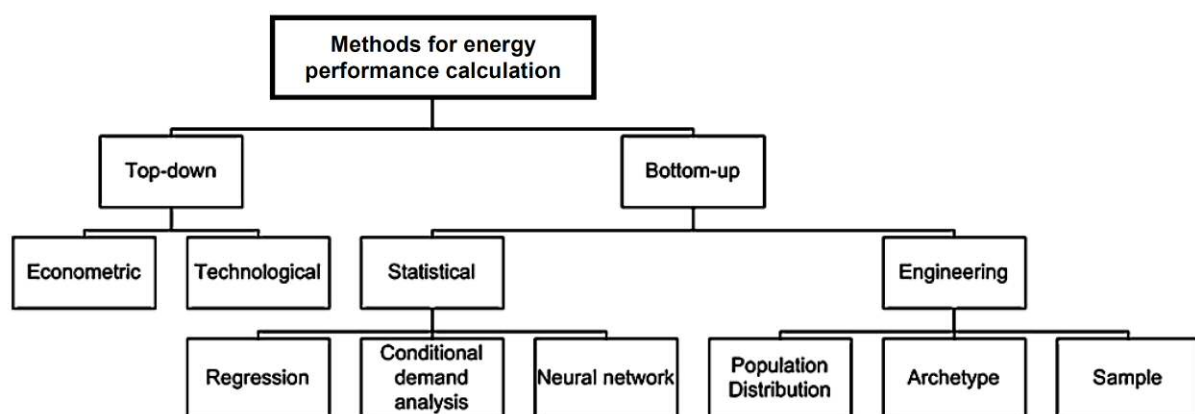 Methods for energy
performance calculation
Top-down
Bottom-up
Econometric
Technological
Statistical
Engineering
Regression
Conditional
demand
analysis
Neural network
Population
Distribution
Archetype
Sample